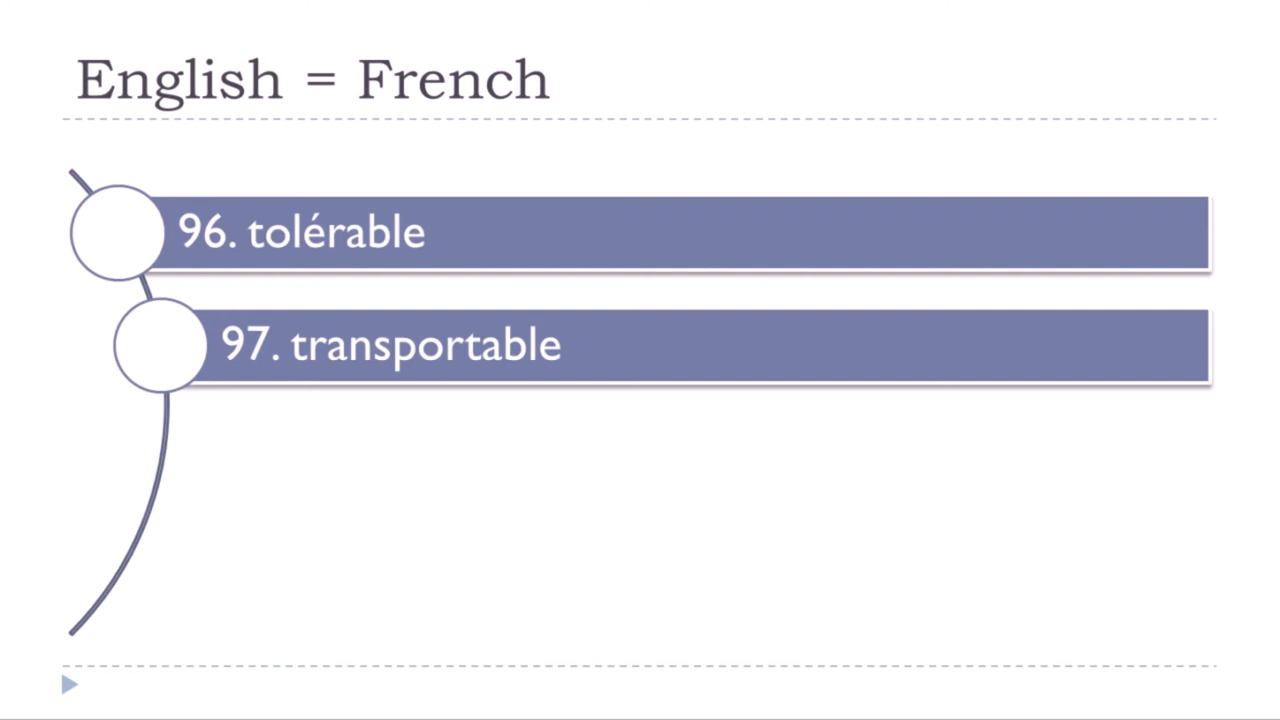 English = French
96. tolérable
97. transportable